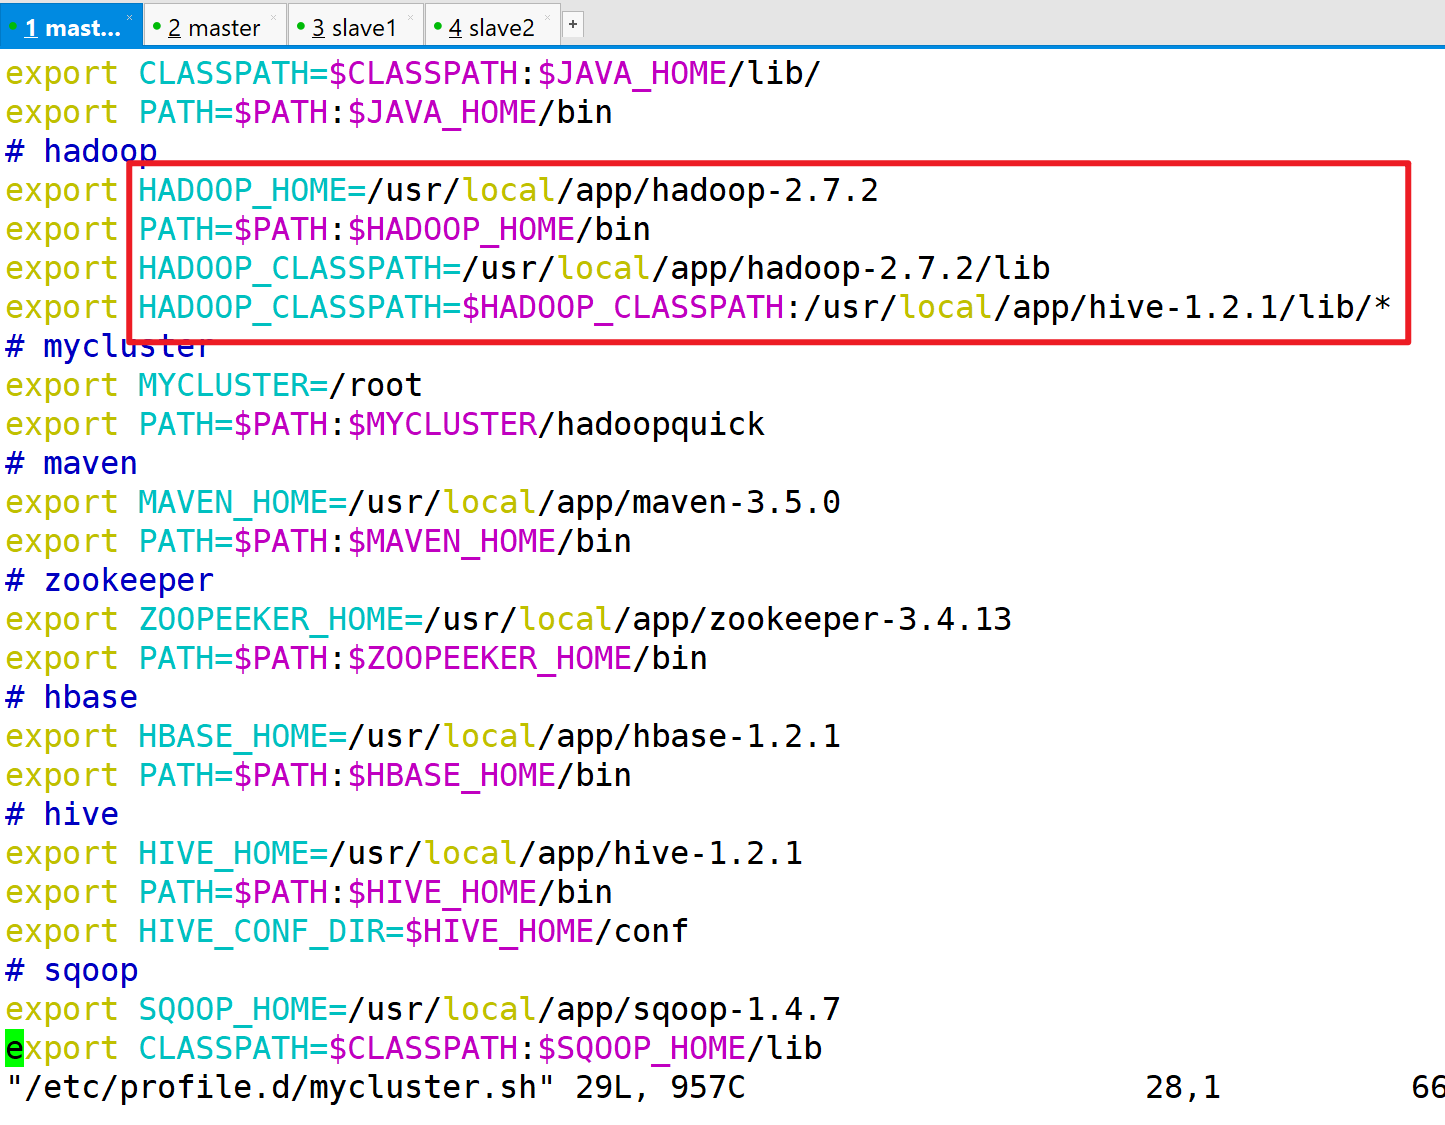 1 mast... 2 master 3 slave1 4 slave2 +
export CLASSPATH=$CLASSPATH:$JAVA_HOME/lib/
export PATH=$PATH:$JAVA_HOME/bin
# hadoop
export HADOOP_HOME=/usr/local/app/hadoop-2.7.2
export PATH=$PATH:$HADOOP_HOME/bin
export HADOOP_CLASSPATH=/usr/local/app/hadoop-2.7.2/lib
export HADOOP_CLASSPATH=$HADOOP_CLASSPATH:/usr/local/app/hive-1.2.1/lib/*
# mycluster
export MYCLUSTER=/root
export PATH=$PATH:$MYCLUSTER/hadoopquick
# maven
export MAVEN_HOME=/usr/local/app/maven-3.5.0
export PATH=$PATH:$MAVEN_HOME/bin
# zookeeper
export ZOOPEEKER_HOME=/usr/local/app/zookeeper-3.4.13
export PATH=$PATH:$ZOOPEEKER_HOME/bin
# hbase
export HBASE_HOME=/usr/local/app/hbase-1.2.1
export PATH=$PATH:$HBASE_HOME/bin
# hive
export HIVE_HOME=/usr/local/app/hive-1.2.1
export PATH=$PATH:$HIVE_HOME/bin
export HIVE_CONF_DIR=$HIVE_HOME/conf
# sqoop
export SQOOP_HOME=/usr/local/app/sqoop-1.4.7
export CLASSPATH=$CLASSPATH:$SQOOP_HOME/lib
"/etc/profile.d/mycluster.sh" 29L, 957C 28,1 66